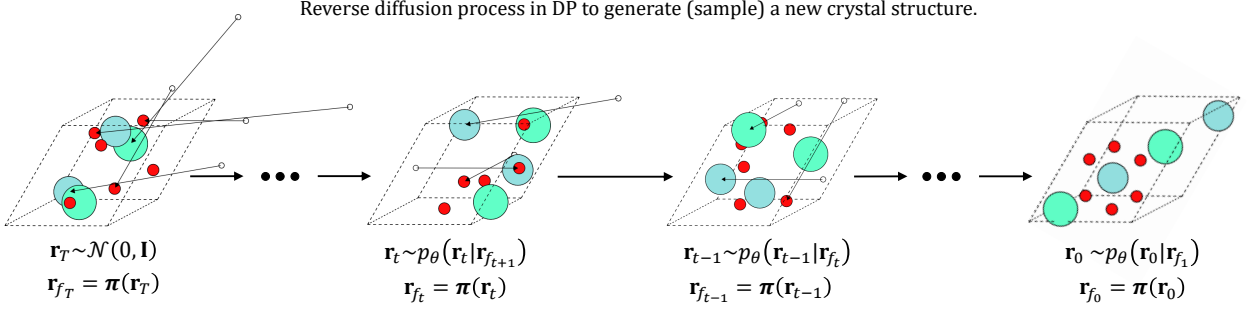 Reverse diffusion process in DP to generate (sample) a new crystal structure.
𝐫_T~𝒩(0, 𝐈)
𝐫_{f_T} = 𝝅(𝐫_T)
𝐫_t~p_θ(𝐫_t|𝐫_{f_{t+1}})
𝐫_{f_t} = 𝝅(𝐫_t)
𝐫_{t−1}~p_θ(𝐫_{t−1}|𝐫_{f_t})
𝐫_{f_{t−1}} = 𝝅(𝐫_{t−1})
𝐫_0 ~p_θ(𝐫_0|𝐫_{f_1})
𝐫_{f_0} = 𝝅(𝐫_0)